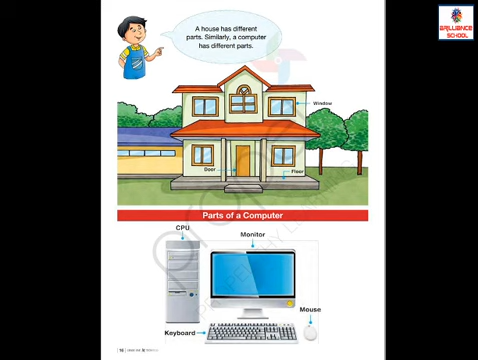 BRILLIANCE
SCHOOL
A house has different
parts. Similarly, a computer
has different parts.
Window
Door
Floor
Parts of a Computer
CPU
Monitor
Mouse
Keyboard